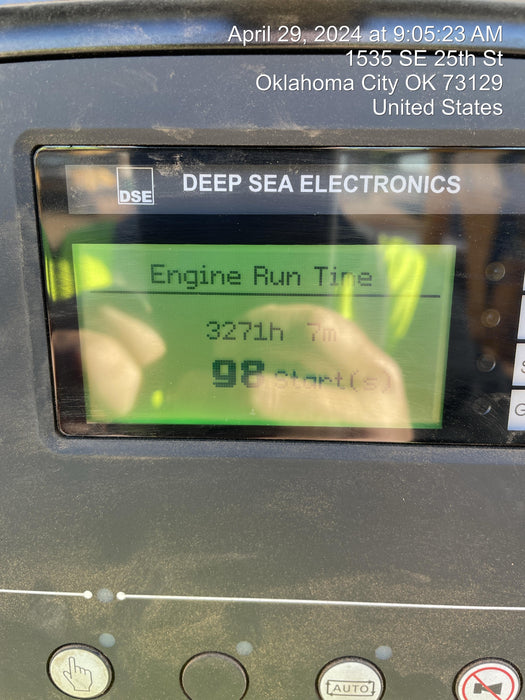 April 29, 2024 at 9:05:23 AM
1535 SE 25th St
Oklahoma City OK 73129
United States
DSE DEEP SEA ELECTRONICS
Engine Run Time
3271h 7m
98 Start(s)
S
G
AUTO